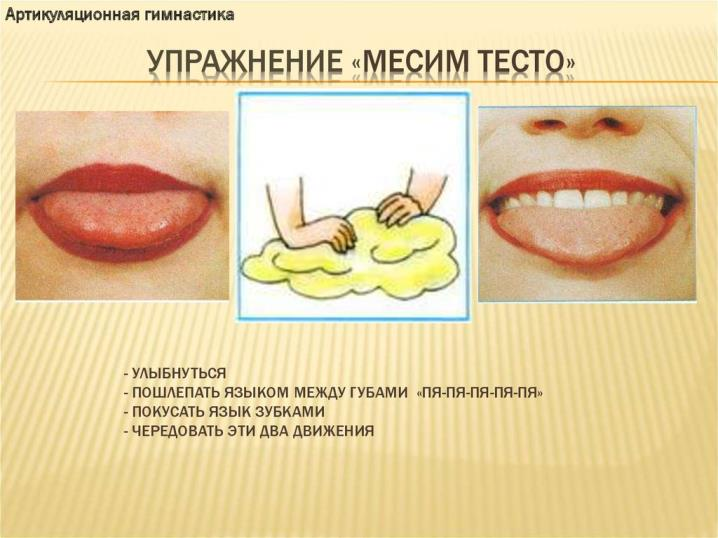 Артикуляционная гимнастика
УПРАЖНЕНИЕ «МЕСИМ ТЕСТО»
- УЛЫБНУТЬСЯ
- ПОШЛЕПАТЬ ЯЗЫКОМ МЕЖДУ ГУБАМИ «ПЯ-ПЯ-ПЯ-ПЯ-ПЯ»
- ПОКУСАТЬ ЯЗЫК ЗУБКАМИ
- ЧЕРЕДОВАТЬ ЭТИ ДВА ДВИЖЕНИЯ